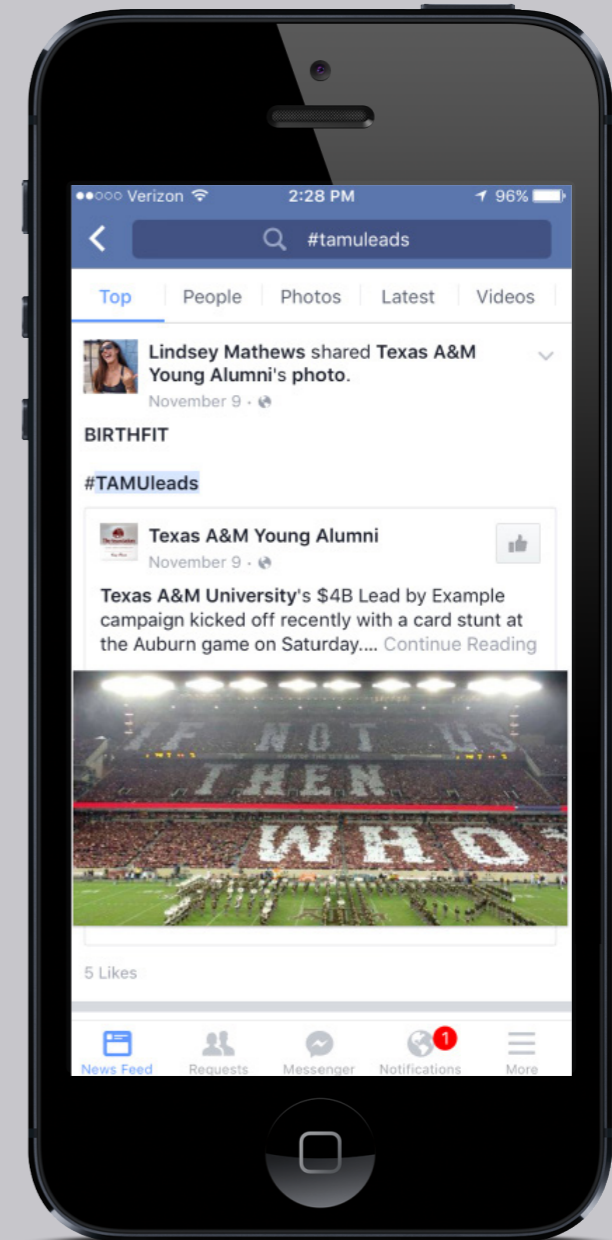 Verizon 2:28 PM 96%
#tamuleads
Top People Photos Latest Videos
Lindsey Mathews shared Texas A&M
Young Alumni's photo.
November 9 ·
BIRTHFIT
#TAMUleads
Texas A&M Young Alumni
November 9 ·
Texas A&M University's $4B Lead by Example
campaign kicked off recently with a card stunt at
the Auburn game on Saturday.... Continue Reading
IF NOT US
THEN
WHO
5 Likes
1
News Feed Requests Messenger Notifications More